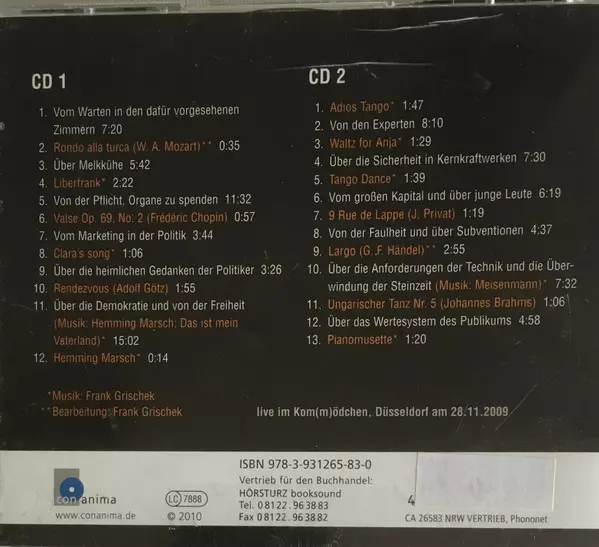 CD 1
1. Vom Warten in den dafür vorgesehenen
Zimmern 7:20
2. Rondo alla turca (W. A. Mozart)** 0:35
3. Über Melkkühe 5:42
4. Liberfrank* 2:22
5. Von der Pflicht, Organe zu spenden 11:32
6. Valse Op. 69, No: 2 (Frédéric Chopin) 0:57
7. Vom Marketing in der Politik 3:44
8. Clara's song* 1:06
9. Über die heimlichen Gedanken der Politiker 3:26
10. Rendezvous (Adolf Götz) 1:55
11. Über die Demokratie und von der Freiheit
(Musik: Hemming Marsch: Das ist mein
Vaterland)* 15:02
12. Hemming Marsch* 0:14
*Musik: Frank Grischek
**Bearbeitung: Frank Grischek
CD 2
1. Adios Tango* 1:47
2. Von den Experten 8:10
3. Waltz for Anja* 1:29
4. Über die Sicherheit in Kernkraftwerken 7:30
5. Tango Dance* 1:39
6. Vom großen Kapital und über junge Leute 6:19
7. 9 Rue de Lappe (J. Privat) 1:19
8. Von der Faulheit und über Subventionen 4:37
9. Largo (G. F. Händel)** 2:55
10. Über die Anforderungen der Technik und die Über-
windung der Steinzeit (Musik: Meisenmann)* 7:32
11. Ungarischer Tanz Nr. 5 (Johannes Brahms) 1:06
12. Über das Wertesystem des Publikums 4:58
13. Pianomusette* 1:20
live im Kom(m)ödchen, Düsseldorf am 28.11.2009
conanima
www.conanima.de
LC 7888
℗ © 2010
ISBN 978-3-931265-83-0
Vertrieb für den Buchhandel:
HÖRSTURZ booksound
Tel. 0 81 22 . 96 38 83
Fax 0 81 22 . 96 38 82
4
CA 26583 NRW VERTRIEB, Phononet